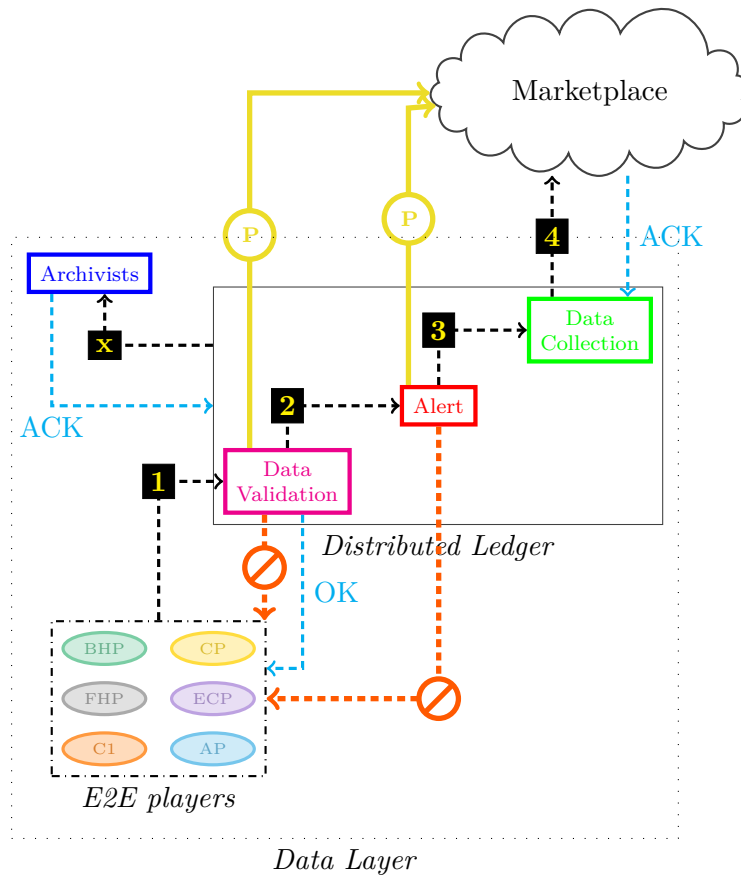 Marketplace
P
P
4
ACK
Archivists
Data
Collection
3
x
2
Alert
ACK
1
Data
Validation
Distributed Ledger
OK
BHP
CP
FHP
ECP
C1
AP
E2E players
Data Layer